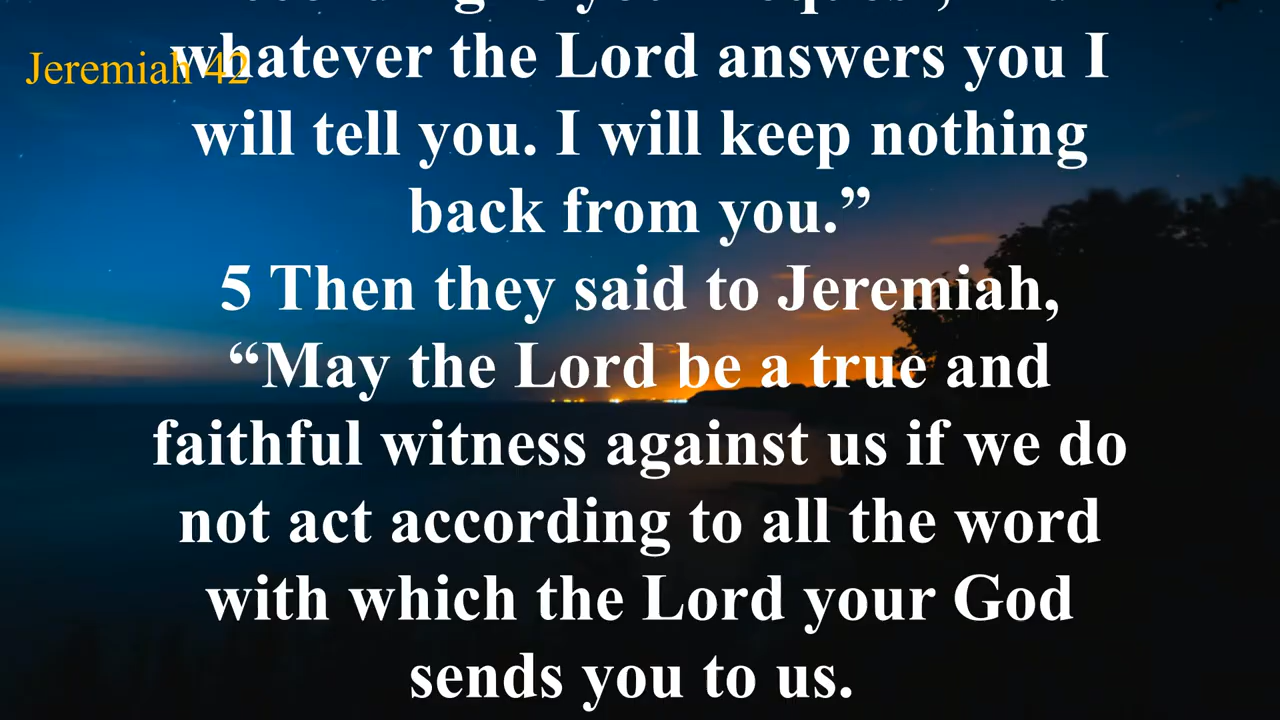 whatever the Lord answers you I
Jeremiah 42
will tell you. I will keep nothing
back from you.”
5 Then they said to Jeremiah,
“May the Lord be a true and
faithful witness against us if we do
not act according to all the word
with which the Lord your God
sends you to us.